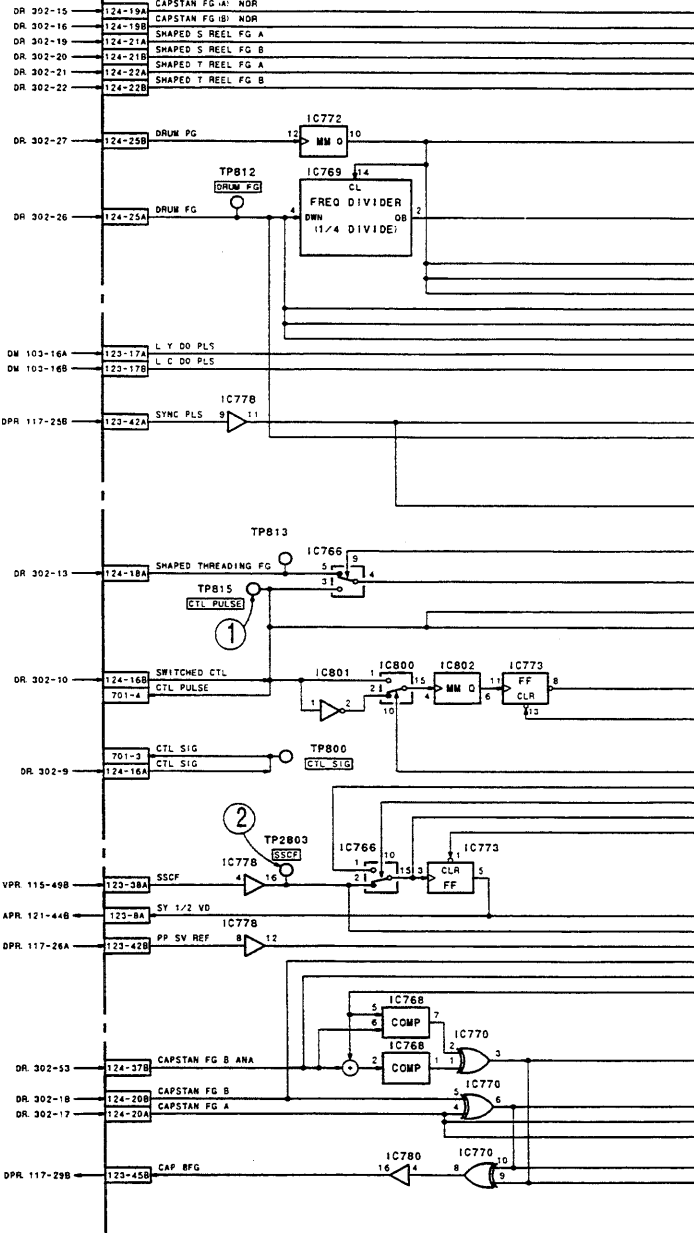 DR 302-15 124-19A CAPSTAN FG (A) NOR
DR 302-16 124-19B CAPSTAN FG (B) NOR
DR 302-19 124-21A SHAPED S REEL FG A
DR 302-20 124-21B SHAPED S REEL FG B
DR 302-21 124-22A SHAPED T REEL FG A
DR 302-22 124-22B SHAPED T REEL FG B
IC772
DR 302-27 124-25B DRUM PG 12 MM Q 10
TP812 IC769 14
DRUM FG CL
FREQ DIVIDER
DR 302-26 124-25A DRUM FG 4 DWN QB 2
(1/4 DIVIDE)
DM 103-16A 123-17A L Y DO PLS
DM 103-16B 123-17B L C DO PLS
IC778
DPR 117-25B 123-42A SYNC PLS 9 11
TP813 IC766
9
DR 302-13 124-18A SHAPED THREADING FG 5 4
TP815 3
CTL PULSE
1
DR 302-10 124-16B SWITCHED CTL IC801 1 IC800 15 IC802 IC773
701-4 CTL PULSE 1 2 2 10 4 MM Q 6 11 FF CLR 8 13
701-3 CTL SIG TP800
DR 302-9 124-16A CTL SIG CTL SIG
2
TP2803 IC766 IC773
SSCF 10 1
IC778 1 CLR
VPR 115-49B 123-38A SSCF 4 16 2 15 3 FF 5
APR 121-44B 123-8A SY 1/2 VD
IC778
DPR 117-26A 123-42B PP SV REF 8 12
IC768
5 7
6 COMP IC770
IC768 2 3
DR 302-53 124-37B CAPSTAN FG B ANA 2 COMP 1 1
IC770
DR 302-18 124-20B CAPSTAN FG B 5 6
DR 302-17 124-20A CAPSTAN FG A 4
IC780 IC770
DPR 117-29B 123-45B CAP BFG 16 4 8 10
9